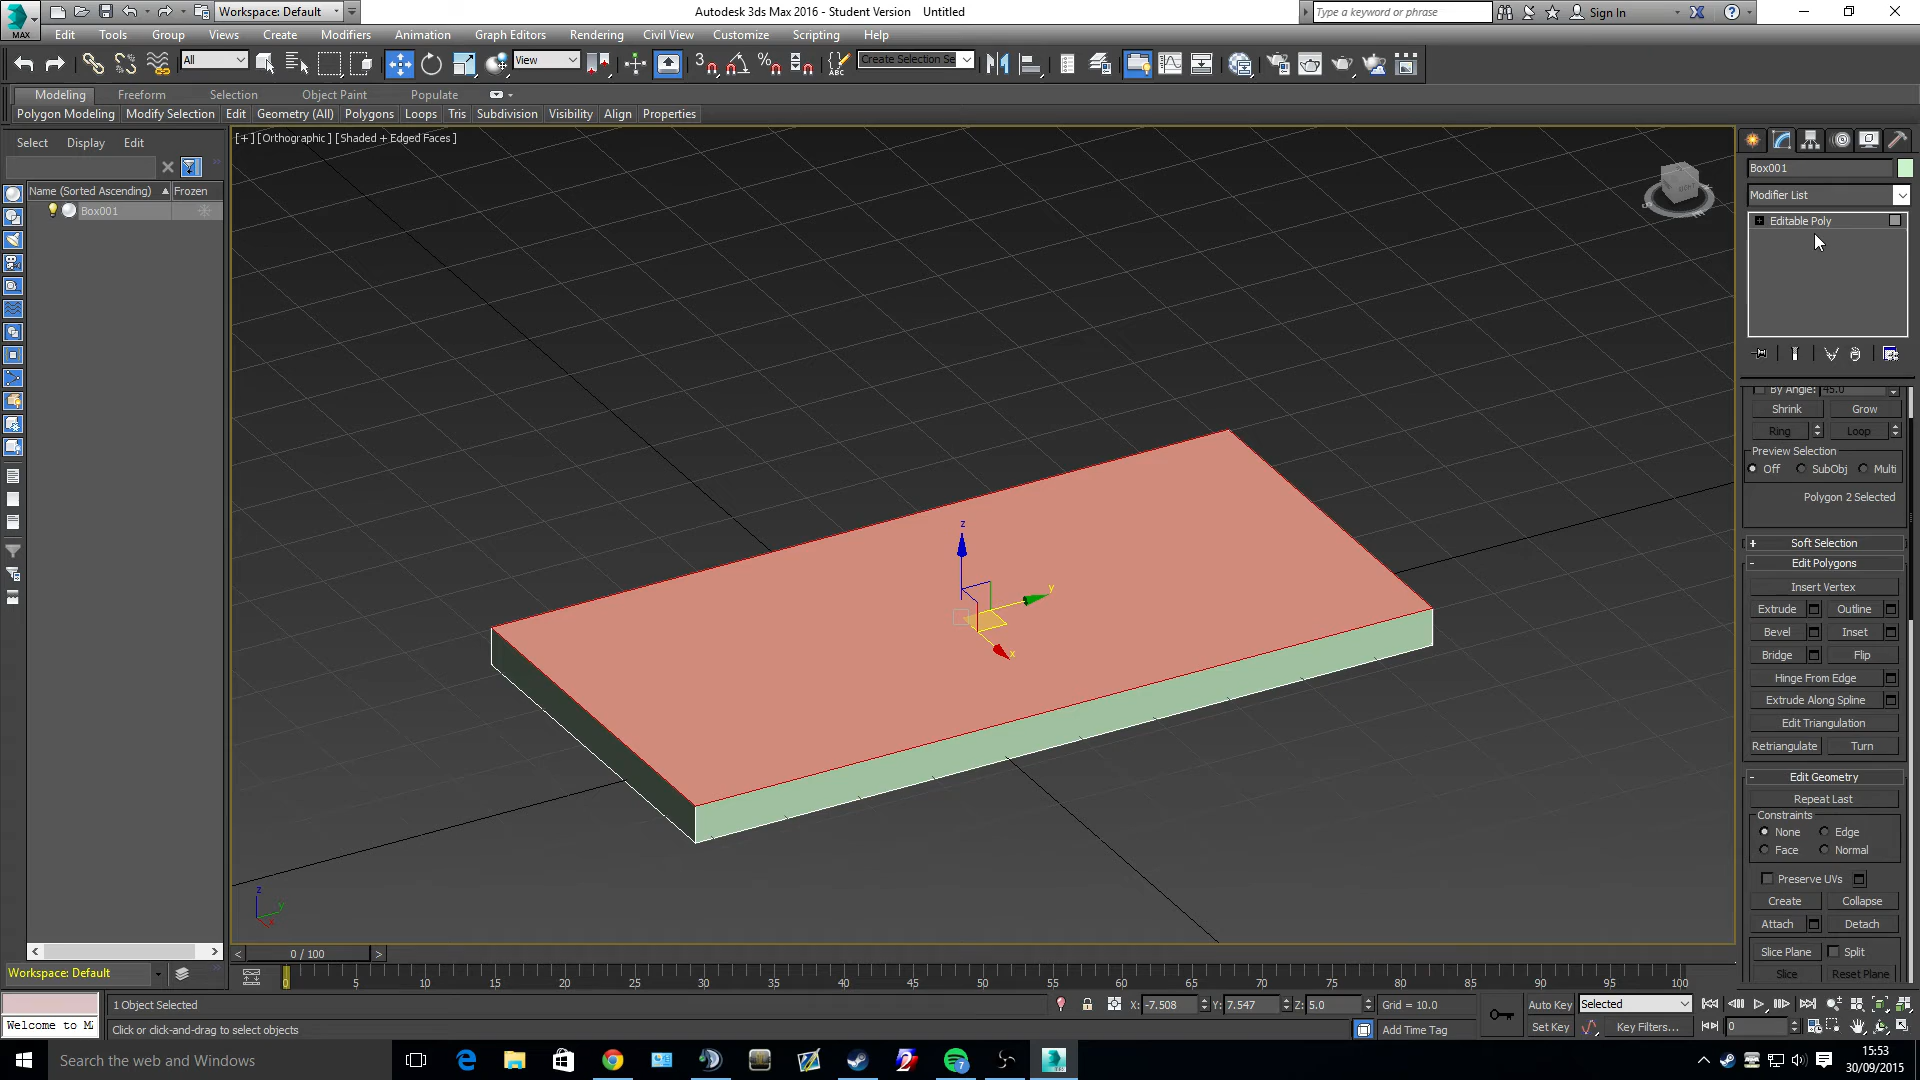 Workspace: Default
Autodesk 3ds Max 2016 - Student Version    Untitled
Type a keyword or phrase
Sign In
MAX
Edit Tools Group Views Create Modifiers Animation Graph Editors Rendering Civil View Customize Scripting Help
All
View
3
ABC
Create Selection Se
Modeling Freeform Selection Object Paint Populate
Polygon Modeling Modify Selection Edit Geometry (All) Polygons Loops Tris Subdivision Visibility Align Properties
Select Display Edit
[+] [Orthographic ] [Shaded + Edged Faces ]
Name (Sorted Ascending) Frozen
Box001
Box001
Modifier List
Editable Poly
By Angle: 45.0
Shrink Grow
Ring Loop
Preview Selection
Off SubObj Multi
Polygon 2 Selected
+ Soft Selection
- Edit Polygons
Insert Vertex
Extrude Outline
Bevel Inset
Bridge Flip
Hinge From Edge
Extrude Along Spline
Edit Triangulation
Retriangulate Turn
- Edit Geometry
Repeat Last
Constraints
None Edge
Face Normal
Preserve UVs
Create Collapse
Attach Detach
Slice Plane Split
Slice Reset Plane
z
y
x
z
y
x
< 0 / 100 >
Workspace: Default
0 5 10 15 20 25 30 35 40 45 50 55 60 65 70 75 80 85 90 95 100
1 Object Selected
X: -7.508 Y: 7.547 Z: 5.0 Grid = 10.0
Auto Key Selected
Welcome to M
Click or click-and-drag to select objects
Add Time Tag
Set Key Key Filters...
0
Search the web and Windows
7
15:53
30/09/2015